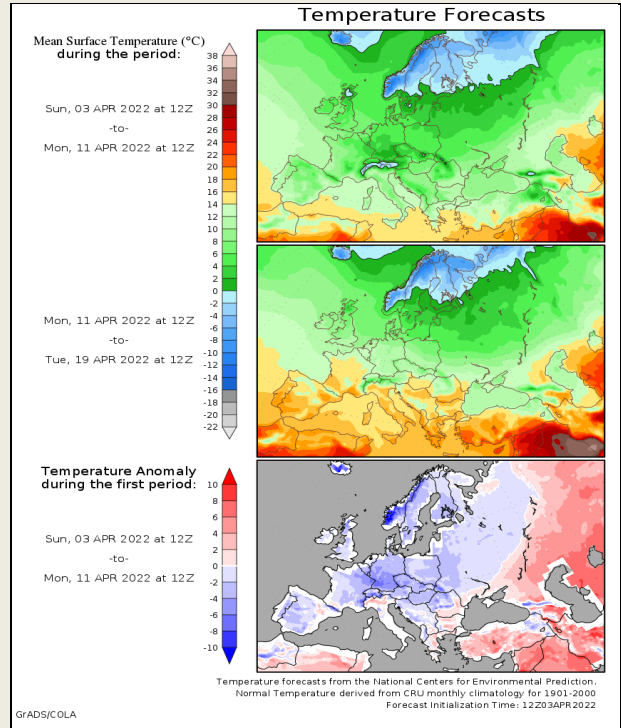 Temperature Forecasts
Mean Surface Temperature (°C)
during the period:
38
36
34
32
30
28
26
24
22
20
18
16
14
12
10
8
6
4
2
0
-2
-4
-6
-8
-10
-12
-14
-16
-18
-20
-22
Sun, 03 APR 2022 at 12Z
-to-
Mon, 11 APR 2022 at 12Z
Mon, 11 APR 2022 at 12Z
-to-
Tue, 19 APR 2022 at 12Z
Temperature Anomaly
during the first period:
10
8
6
4
2
0
-2
-4
-6
-8
-10
Sun, 03 APR 2022 at 12Z
-to-
Mon, 11 APR 2022 at 12Z
Temperature forecasts from the National Centers for Environmental Prediction.
Normal Temperature derived from CRU monthly climatology for 1901-2000
Forecast Initialization Time: 12Z03APR2022
GrADS/COLA